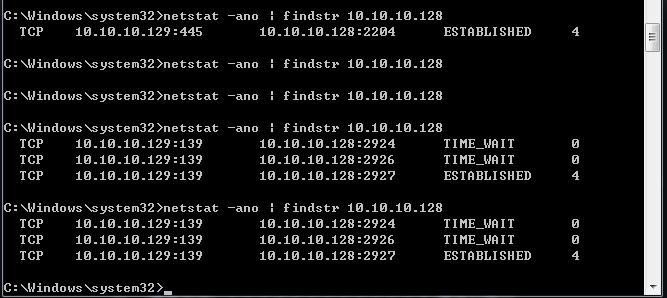 C:\Windows\system32>netstat -ano | findstr 10.10.10.128
TCP 10.10.10.129:445 10.10.10.128:2204 ESTABLISHED 4
C:\Windows\system32>netstat -ano | findstr 10.10.10.128
C:\Windows\system32>netstat -ano | findstr 10.10.10.128
C:\Windows\system32>netstat -ano | findstr 10.10.10.128
TCP 10.10.10.129:139 10.10.10.128:2924 TIME_WAIT 0
TCP 10.10.10.129:139 10.10.10.128:2926 TIME_WAIT 0
TCP 10.10.10.129:139 10.10.10.128:2927 ESTABLISHED 4
C:\Windows\system32>netstat -ano | findstr 10.10.10.128
TCP 10.10.10.129:139 10.10.10.128:2924 TIME_WAIT 0
TCP 10.10.10.129:139 10.10.10.128:2926 TIME_WAIT 0
TCP 10.10.10.129:139 10.10.10.128:2927 ESTABLISHED 4
C:\Windows\system32>_